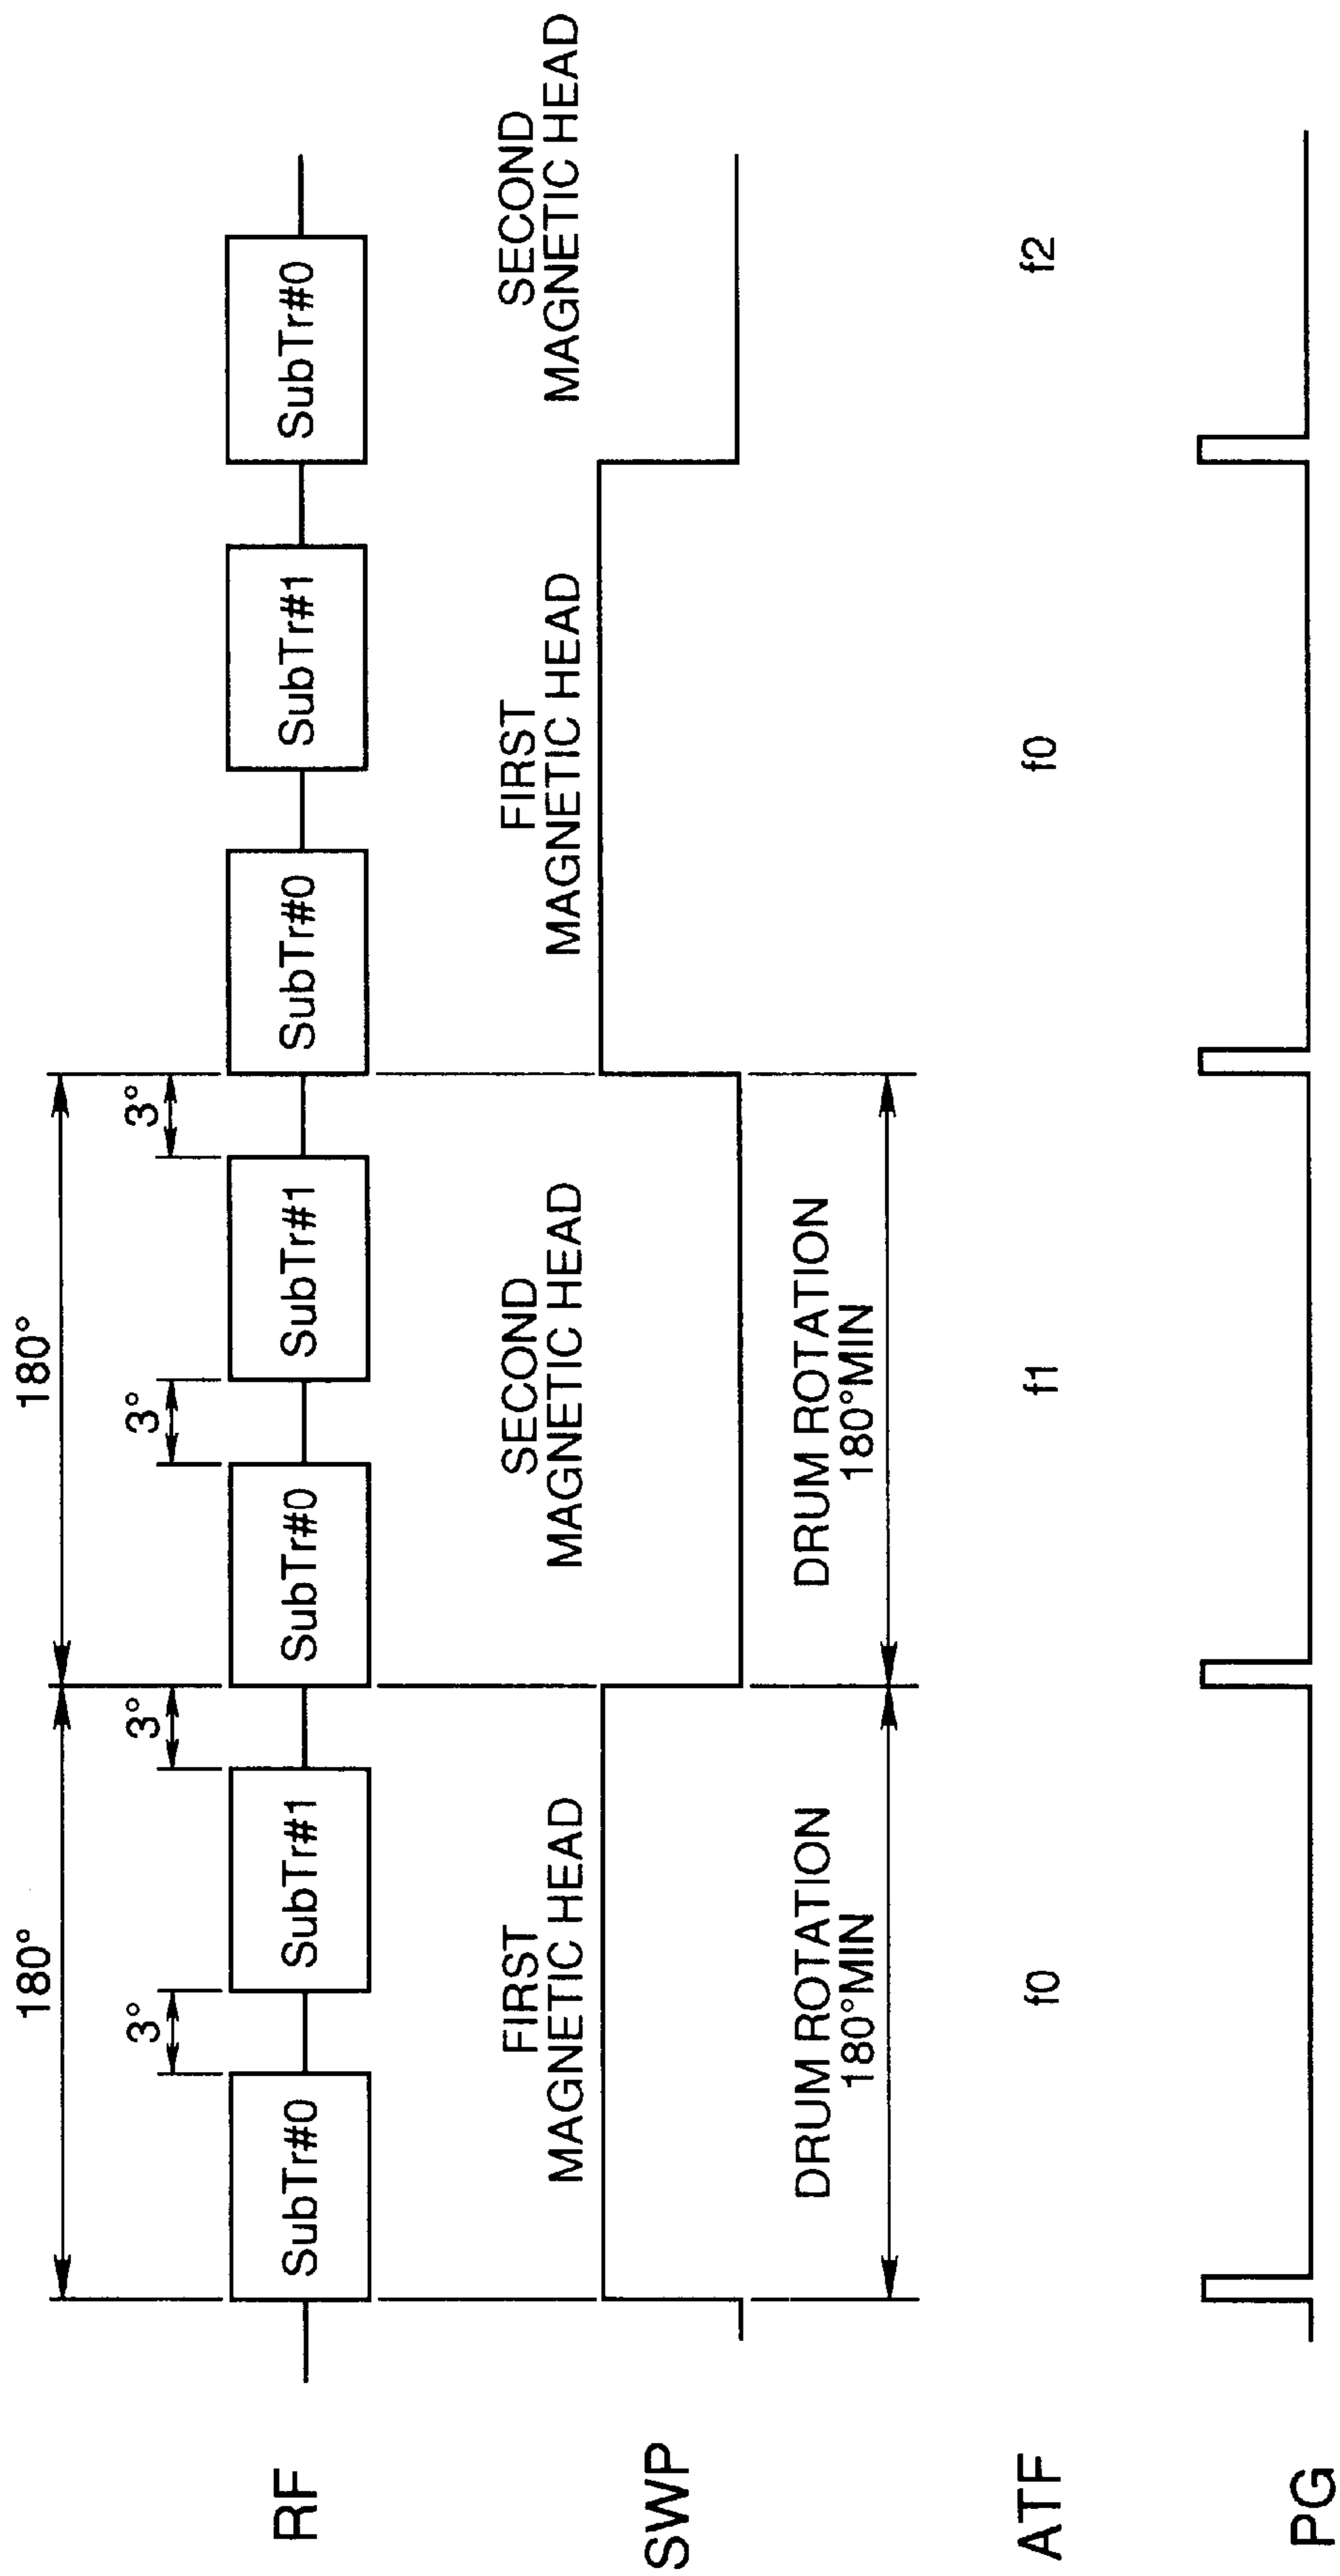 180°
180°
3°
3°
3°
3°
RF
SubTr#0
SubTr#1
SubTr#0
SubTr#1
SubTr#0
SubTr#1
SubTr#0
SWP
FIRST
MAGNETIC HEAD
SECOND
MAGNETIC HEAD
FIRST
MAGNETIC HEAD
SECOND
MAGNETIC HEAD
DRUM ROTATION
180°MIN
DRUM ROTATION
180°MIN
ATF
f0
f1
f0
f2
PG